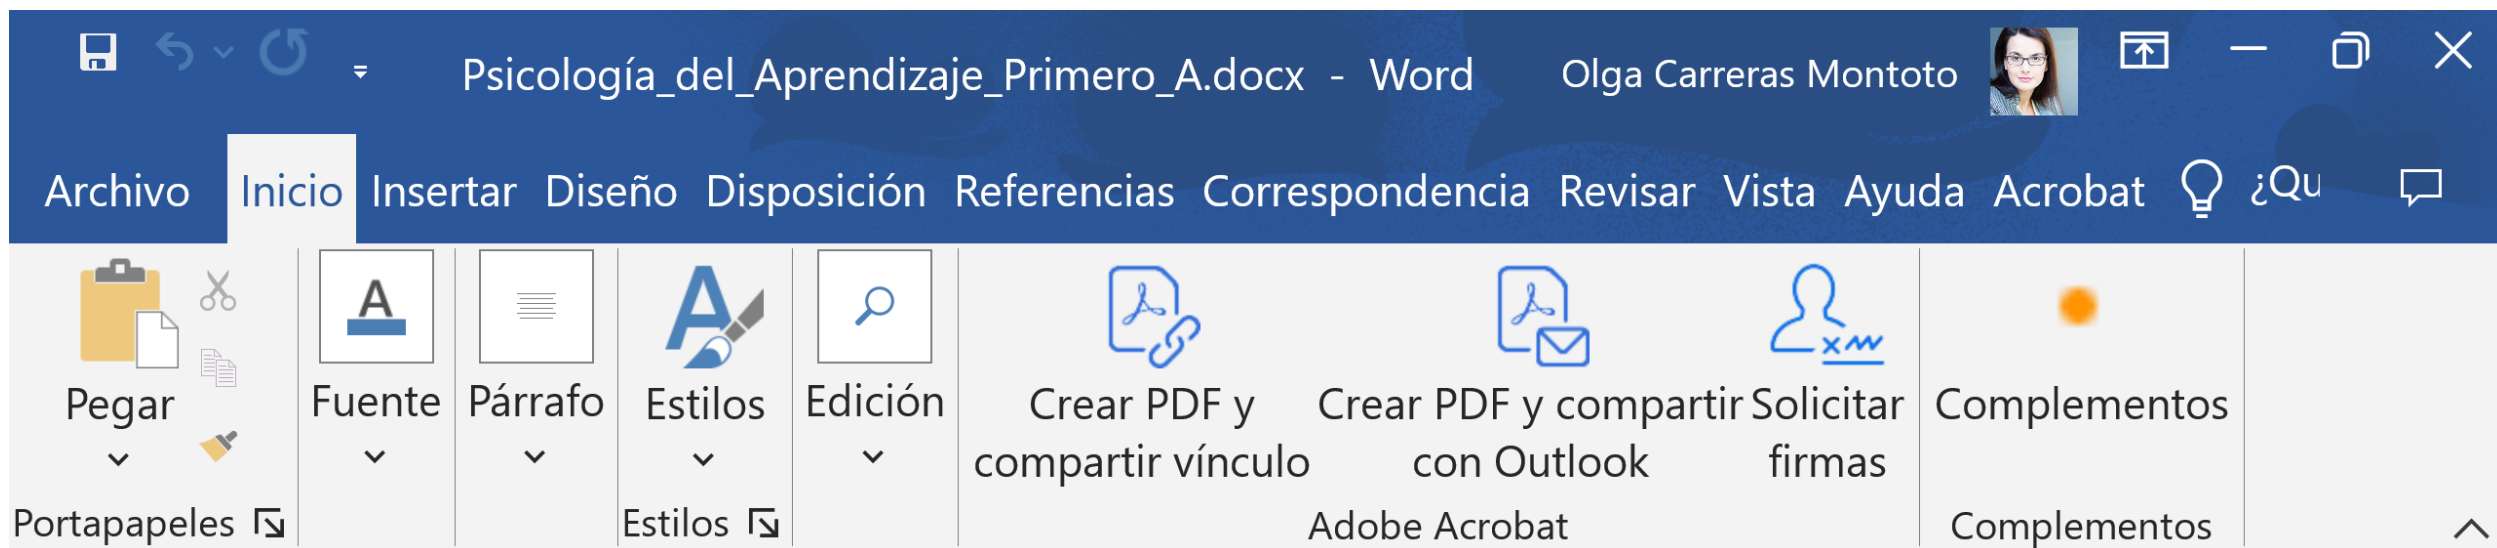 Psicología_del_Aprendizaje_Primero_A.docx - Word Olga Carreras Montoto
Archivo Inicio Insertar Diseño Disposición Referencias Correspondencia Revisar Vista Ayuda Acrobat ¿Qu
Pegar
Fuente
Párrafo
Estilos
Edición
Crear PDF y
compartir vínculo
Crear PDF y compartir
con Outlook
Solicitar
firmas
Complementos
Portapapeles
Estilos
Adobe Acrobat
Complementos